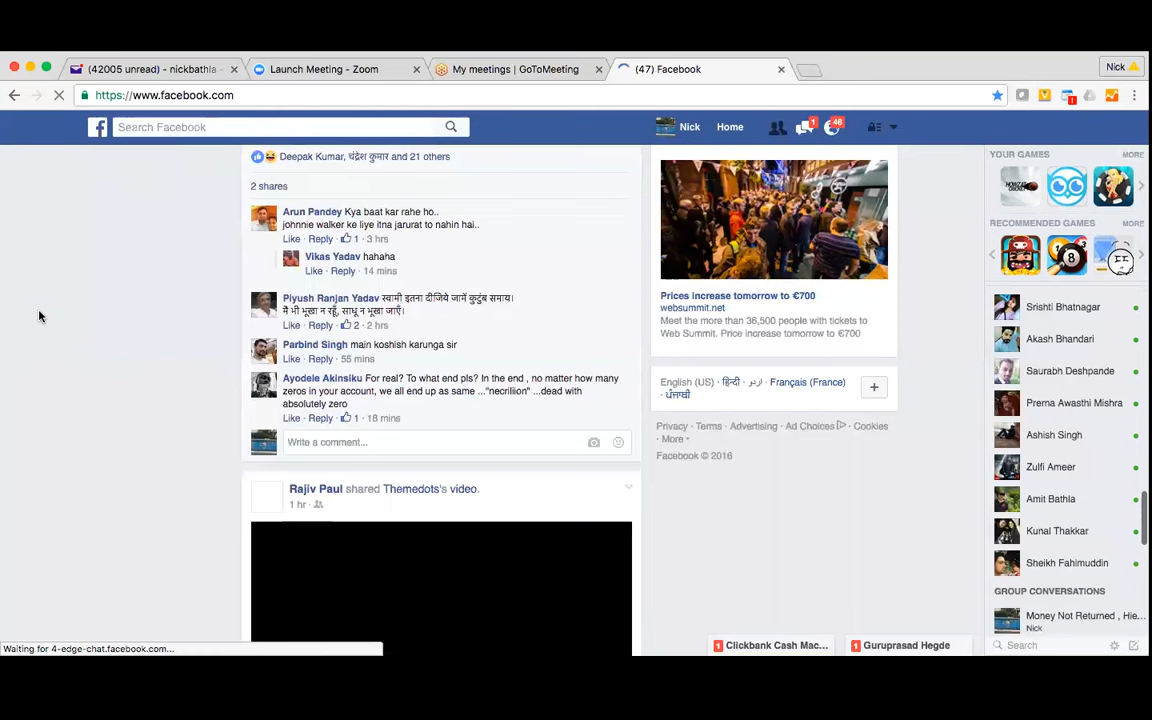 (42005 unread) - nickbathla
Launch Meeting - Zoom
My meetings | GoToMeeting
(47) Facebook
Nick
https://www.facebook.com
Search Facebook
Nick
Home
1
46
Deepak Kumar, चंद्रेश कुमार and 21 others
2 shares
Arun Pandey Kya baat kar rahe ho..
johnnie walker ke liye itna jarurat to nahin hai..
Like · Reply · 1 · 3 hrs
Vikas Yadav hahaha
Like · Reply · 14 mins
Piyush Ranjan Yadav स्वामी इतना दीजिये जामें कुटुंब समाय।
मैं भी भूखा न रहूँ, साधू न भूखा जाएँ।
Like · Reply · 2 · 2 hrs
Parbind Singh main koshish karunga sir
Like · Reply · 55 mins
Ayodele Akinsiku For real? To what end pls? In the end , no matter how many
zeros in your account, we all end up as same ..."necrillion" ...dead with
absolutely zero
Like · Reply · 1 · 18 mins
Write a comment...
Rajiv Paul shared Themedots's video.
1 hr ·
Prices increase tomorrow to €700
websummit.net
Meet the more than 36,500 people with tickets to
Web Summit. Price increase tomorrow to €700
English (US) · हिन्दी · اردو · Français (France)
· ਪੰਜਾਬੀ
Privacy · Terms · Advertising · Ad Choices · Cookies
· More
Facebook © 2016
YOUR GAMES
MORE
RECOMMENDED GAMES
MORE
8
Srishti Bhatnagar
Akash Bhandari
Saurabh Deshpande
Prerna Awasthi Mishra
Ashish Singh
Zulfi Ameer
Amit Bathla
Kunal Thakkar
Sheikh Fahimuddin
GROUP CONVERSATIONS
Money Not Returned , Hie...
Nick
Search
1 Clickbank Cash Mac...
1 Guruprasad Hegde
Waiting for 4-edge-chat.facebook.com...